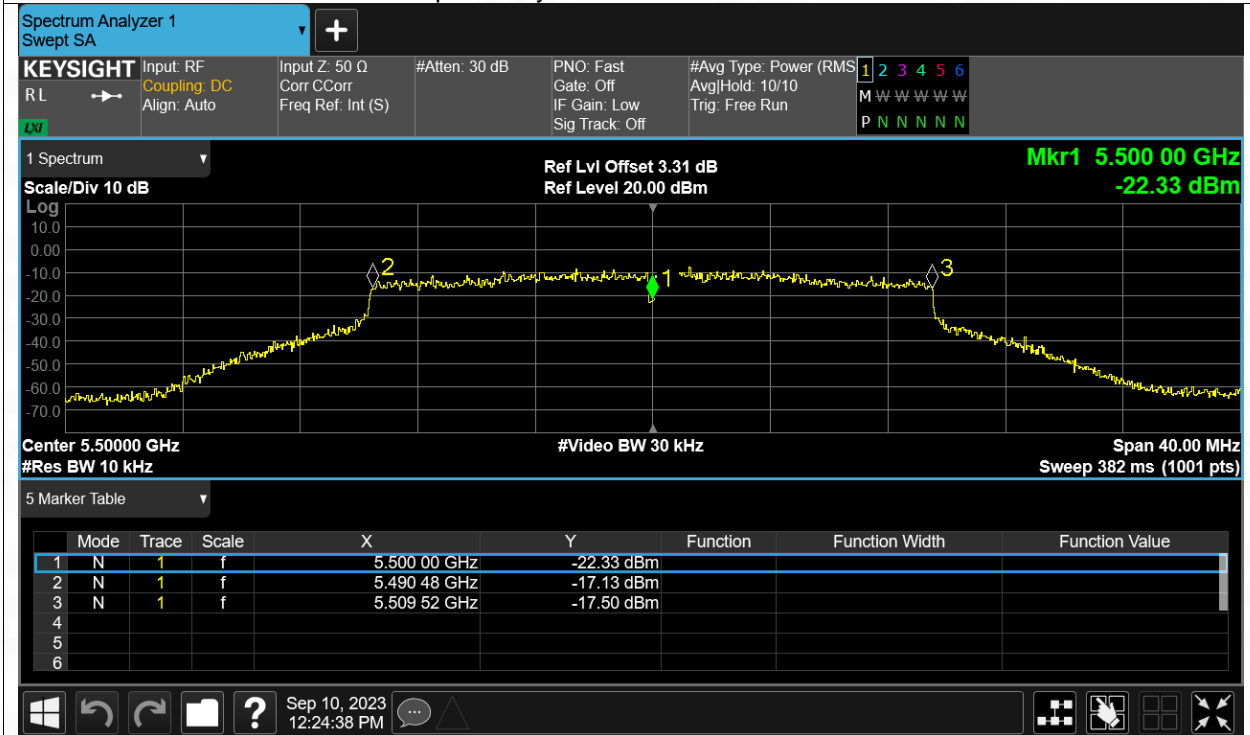 Spectrum Analyzer 1
Swept SA
+
KEYSIGHT Input: RF Input Z: 50 Ω #Atten: 30 dB PNO: Fast #Avg Type: Power (RMS 1 2 3 4 5 6
R L Coupling: DC Corr CCorr Gate: Off Avg|Hold: 10/10 M W W W W W
Align: Auto Freq Ref: Int (S) IF Gain: Low Trig: Free Run P N N N N N
LXI Sig Track: Off
1 Spectrum Ref Lvl Offset 3.31 dB Mkr1 5.500 00 GHz
Scale/Div 10 dB Ref Level 20.00 dBm -22.33 dBm
Log
10.0
0.00
-10.0 2 1 3
-20.0
-30.0
-40.0
-50.0
-60.0
-70.0
Center 5.50000 GHz #Video BW 30 kHz Span 40.00 MHz
#Res BW 10 kHz Sweep 382 ms (1001 pts)
5 Marker Table
Mode Trace Scale X Y Function Function Width Function Value
1 N 1 f 5.500 00 GHz -22.33 dBm
2 N 1 f 5.490 48 GHz -17.13 dBm
3 N 1 f 5.509 52 GHz -17.50 dBm
4
5
6
? Sep 10, 2023
12:24:38 PM